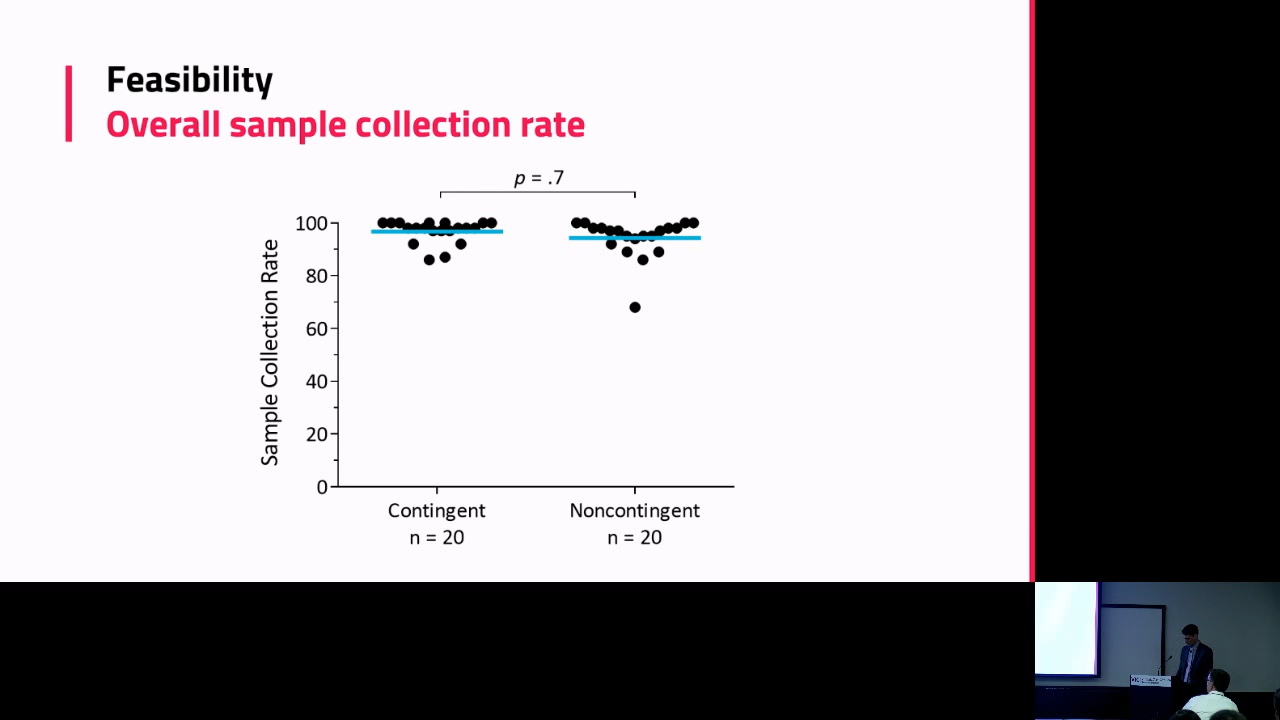 Feasibility
Overall sample collection rate
p = .7
Sample Collection Rate
100
80
60
40
20
0
Contingent
n = 20
Noncontingent
n = 20